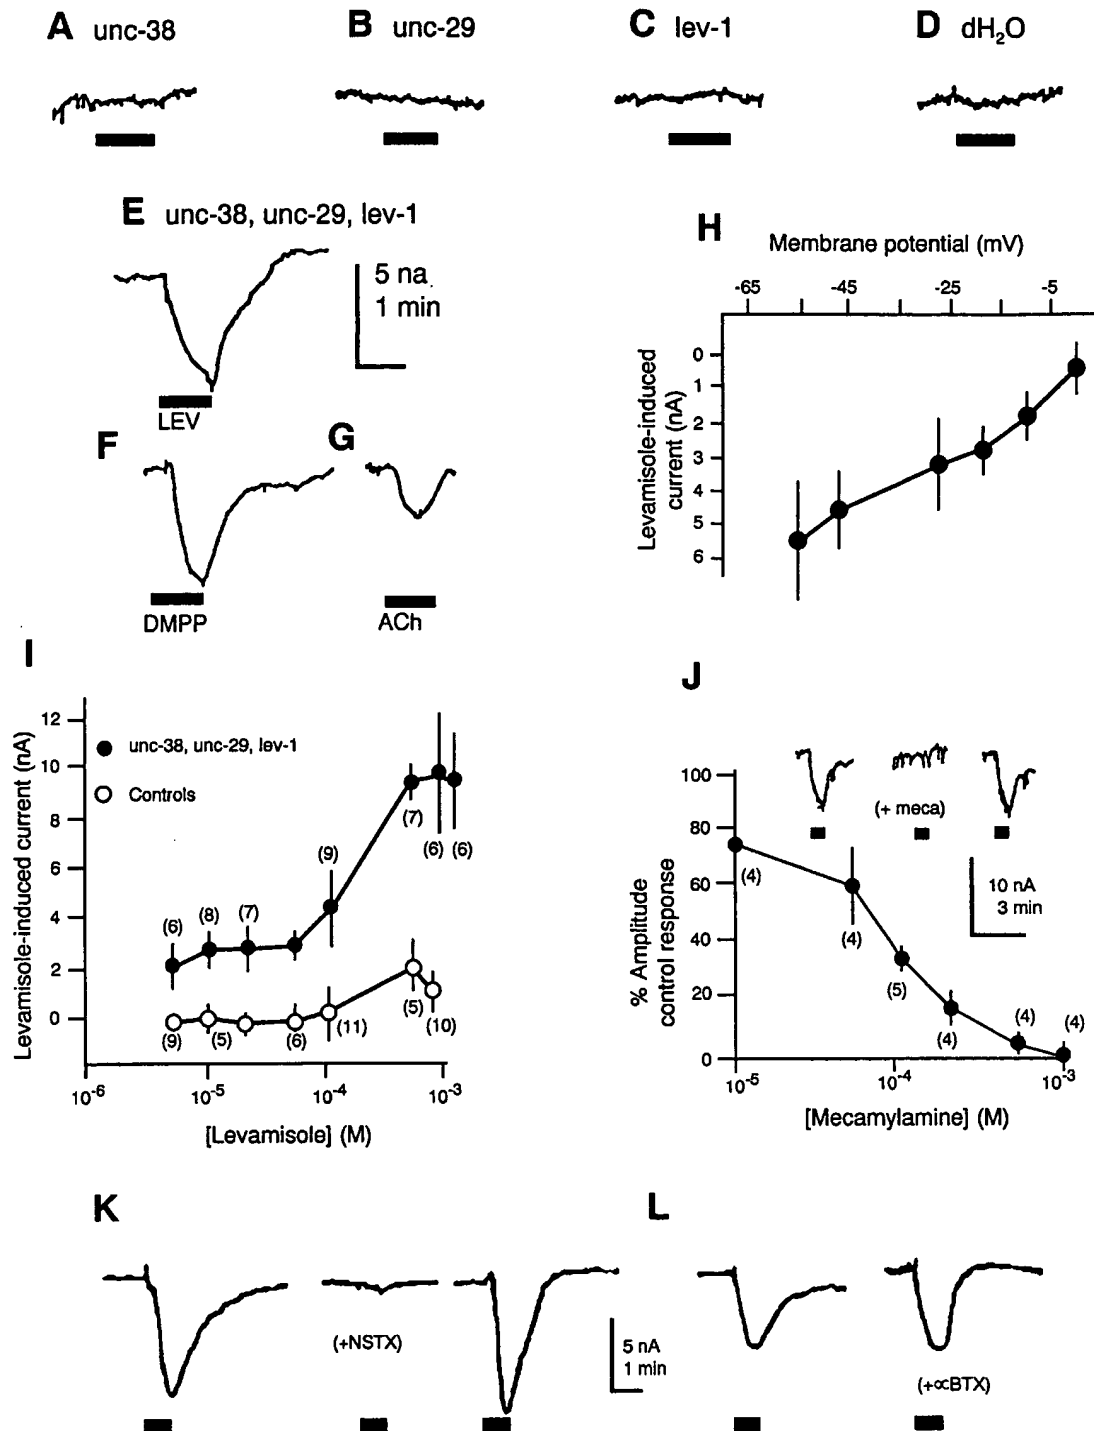 A unc-38
B unc-29
C lev-1
D dH₂O
E unc-38, unc-29, lev-1
5 na
1 min
LEV
F
DMPP
G
ACh
H
Membrane potential (mV)
-65 -45 -25 -5
Levamisole-induced
current (nA)
0
1
2
3
4
5
6
I
Levamisole-induced current (nA)
12
10
8
6
4
2
0
unc-38, unc-29, lev-1
Controls
(6) (8) (7) (9) (7) (6) (6)
(9) (5) (6) (11) (5) (10)
10⁻⁶ 10⁻⁵ 10⁻⁴ 10⁻³
[Levamisole] (M)
J
% Amplitude
control response
100
80
60
40
20
0
(+ meca)
10 nA
3 min
(4) (4) (5) (4) (4) (4)
10⁻⁵ 10⁻⁴ 10⁻³
[Mecamylamine] (M)
K
(+NSTX)
5 nA
1 min
L
(+∝BTX)